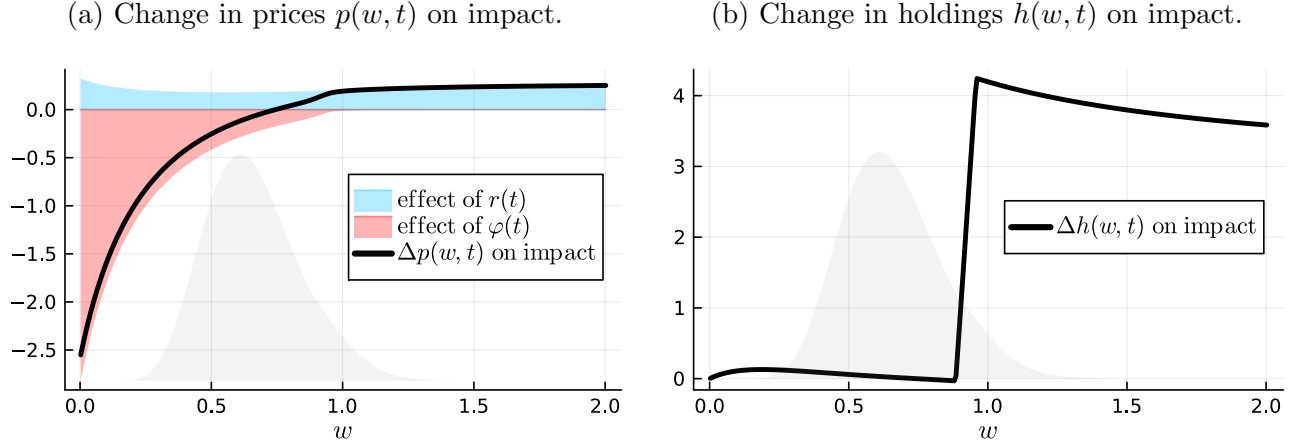 (a) Change in prices p(w, t) on impact.
0.0
−0.5
−1.0
−1.5
−2.0
−2.5
effect of r(t)
effect of φ(t)
Δp(w, t) on impact
0.0 0.5 1.0 1.5 2.0
w
(b) Change in holdings h(w, t) on impact.
4
3
2
1
0
Δh(w, t) on impact
0.0 0.5 1.0 1.5 2.0
w